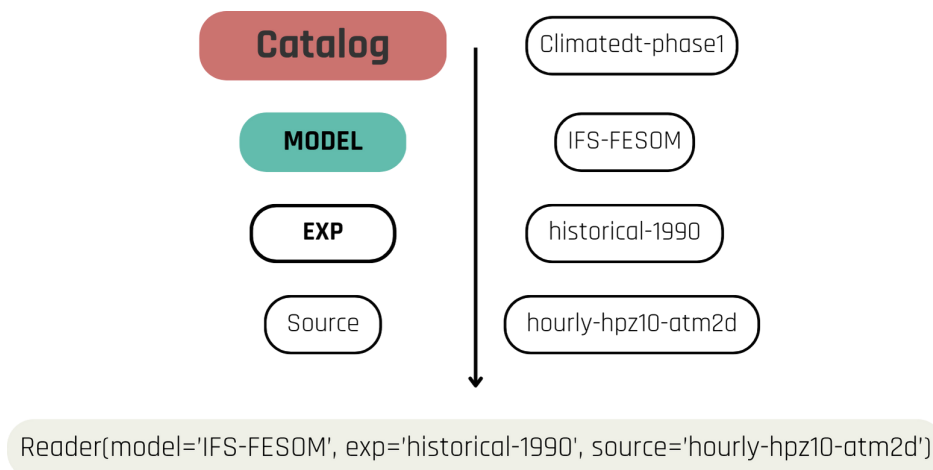 Catalog
Climatedt-phase1
MODEL
IFS-FESOM
EXP
historical-1990
Source
hourly-hpz10-atm2d
Reader(model='IFS-FESOM', exp='historical-1990', source='hourly-hpz10-atm2d')